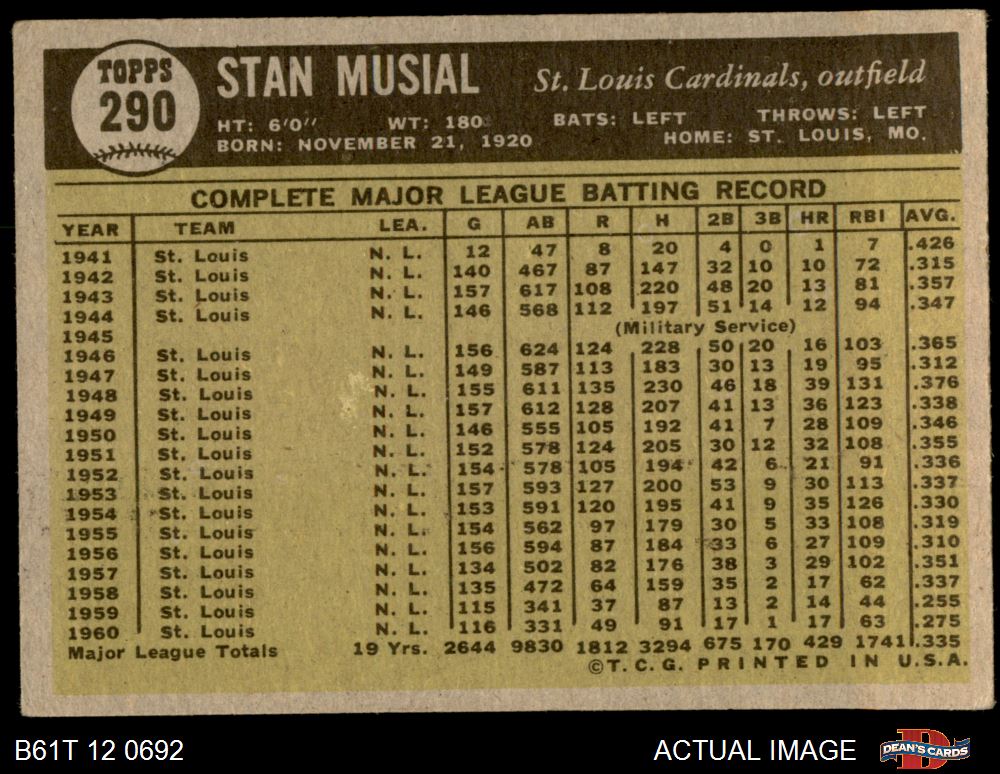 TOPPS
290
STAN MUSIAL
St. Louis Cardinals, outfield
HT: 6'0" WT: 180 BATS: LEFT THROWS: LEFT
BORN: NOVEMBER 21, 1920 HOME: ST. LOUIS, MO.
COMPLETE MAJOR LEAGUE BATTING RECORD
YEAR TEAM LEA. G AB R H 2B 3B HR RBI AVG.
1941 St. Louis N. L. 12 47 8 20 4 0 1 7 .426
1942 St. Louis N. L. 140 467 87 147 32 10 10 72 .315
1943 St. Louis N. L. 157 617 108 220 48 20 13 81 .357
1944 St. Louis N. L. 146 568 112 197 51 14 12 94 .347
1945 (Military Service)
1946 St. Louis N. L. 156 624 124 228 50 20 16 103 .365
1947 St. Louis N. L. 149 587 113 183 30 13 19 95 .312
1948 St. Louis N. L. 155 611 135 230 46 18 39 131 .376
1949 St. Louis N. L. 157 612 128 207 41 13 36 123 .338
1950 St. Louis N. L. 146 555 105 192 41 7 28 109 .346
1951 St. Louis N. L. 152 578 124 205 30 12 32 108 .355
1952 St. Louis N. L. 154 578 105 194 42 6 21 91 .336
1953 St. Louis N. L. 157 593 127 200 53 9 30 113 .337
1954 St. Louis N. L. 153 591 120 195 41 9 35 126 .330
1955 St. Louis N. L. 154 562 97 179 30 5 33 108 .319
1956 St. Louis N. L. 156 594 87 184 33 6 27 109 .310
1957 St. Louis N. L. 134 502 82 176 38 3 29 102 .351
1958 St. Louis N. L. 135 472 64 159 35 2 17 62 .337
1959 St. Louis N. L. 115 341 37 87 13 2 14 44 .255
1960 St. Louis N. L. 116 331 49 91 17 1 17 63 .275
Major League Totals 19 Yrs. 2644 9830 1812 3294 675 170 429 1741 .335
©T. C. G. PRINTED IN U.S.A.
B61T 12 0692 ACTUAL IMAGE DEAN'S CARDS